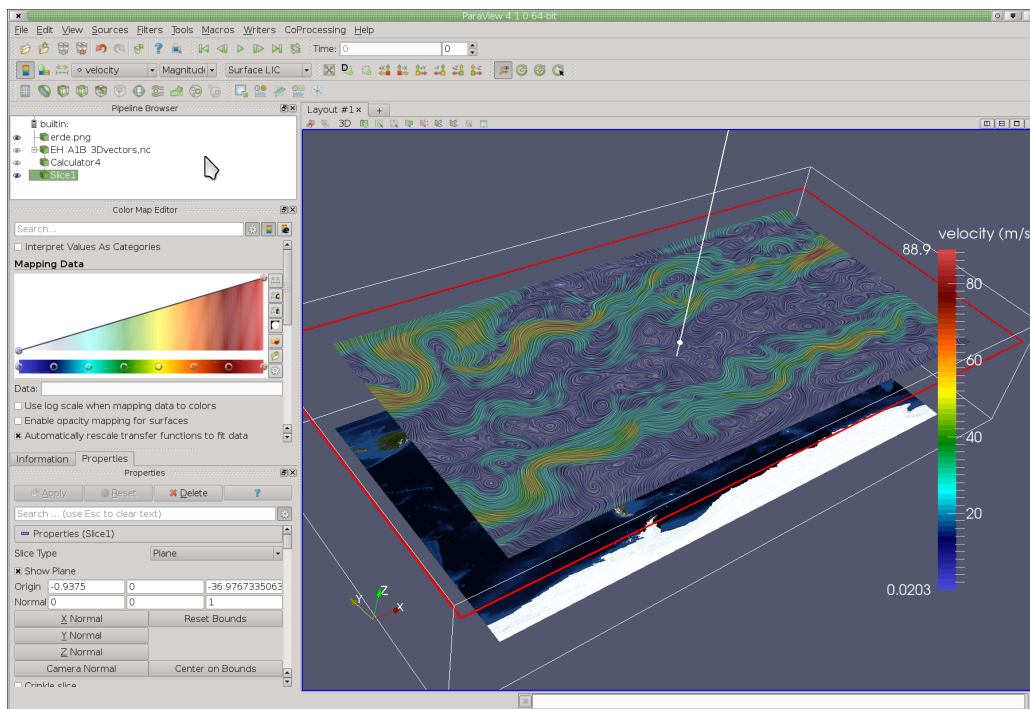 ParaView 4.1.0 64-bit
File Edit View Sources Filters Tools Macros Writers CoProcessing Help
Time: 0 0
velocity Magnitud Surface LIC
Pipeline Browser
Layout #1
3D
builtin:
erde.png
EH_A1B_3Dvectors.nc
Calculator4
Slice1
Color Map Editor
Search...
Interpret Values As Categories
Mapping Data
Data:
Use log scale when mapping data to colors
Enable opacity mapping for surfaces
Automatically rescale transfer functions to fit data
Information Properties
Properties
Apply Reset Delete ?
Search ... (use Esc to clear text)
Properties (Slice1)
Slice Type Plane
Show Plane
Origin -0.9375 0 -36.9767335063
Normal 0 0 1
X Normal Reset Bounds
Y Normal
Z Normal
Camera Normal Center on Bounds
Crinkle slice
velocity (m/s
88.9
80
60
40
20
0.0203
Y Z X